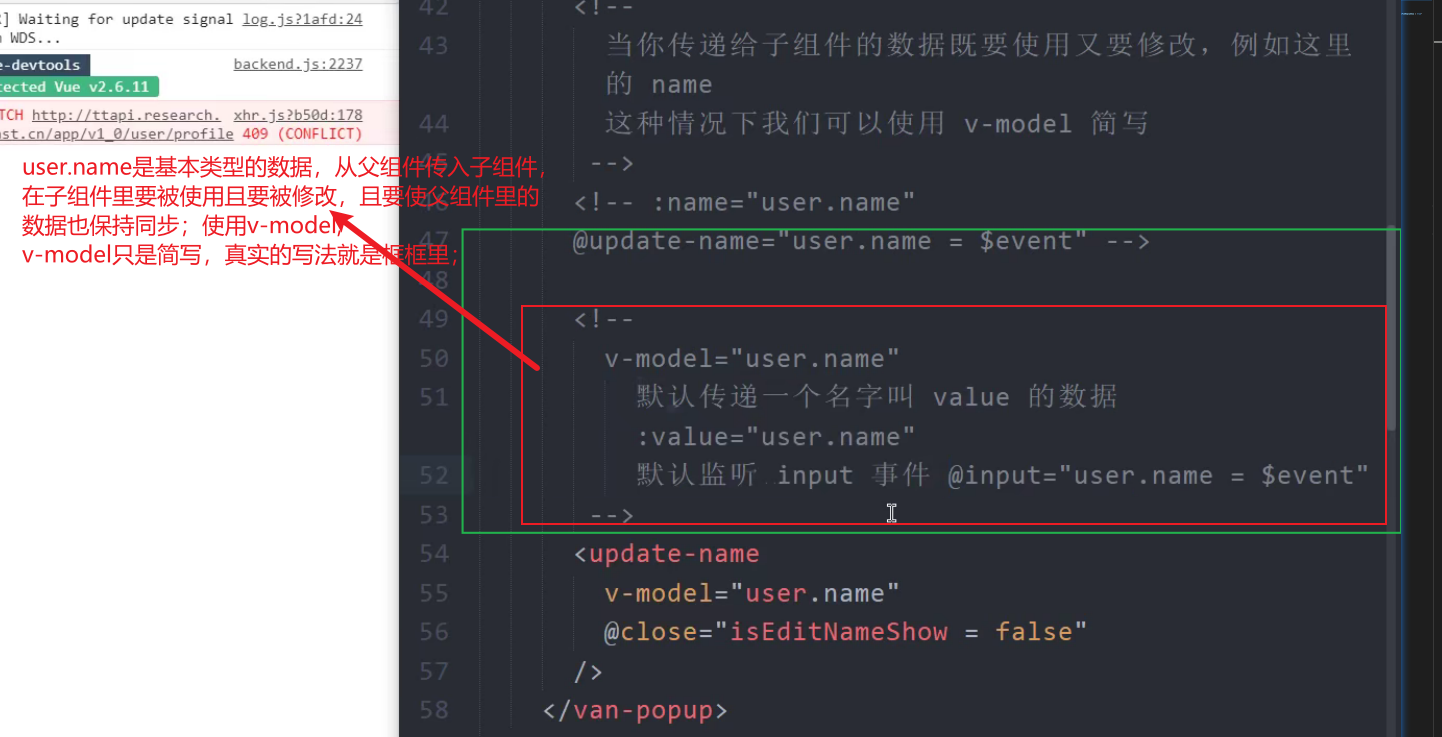 ] Waiting for update signal log.js?1afd:24
WDS...
e-devtools backend.js:2237
tected Vue v2.6.11
TCH http://ttapi.research. xhr.js?b50d:178
ast.cn/app/v1_0/user/profile 409 (CONFLICT)
user.name是基本类型的数据，从父组件传入子组件，
在子组件里要被使用且要被修改，且要使父组件里的
数据也保持同步；使用v-model，
v-model只是简写，真实的写法就是框框里；
42 <!--
43 当你传递给子组件的数据既要使用又要修改，例如这里
的 name
44 这种情况下我们可以使用 v-model 简写
45 -->
46 <!-- :name="user.name"
47 @update-name="user.name = $event" -->
48
49 <!--
50 v-model="user.name"
51 默认传递一个名字叫 value 的数据
:value="user.name"
52 默认监听 input 事件 @input="user.name = $event"
53 -->
54 <update-name
55 v-model="user.name"
56 @close="isEditNameShow = false"
57 />
58 </van-popup>